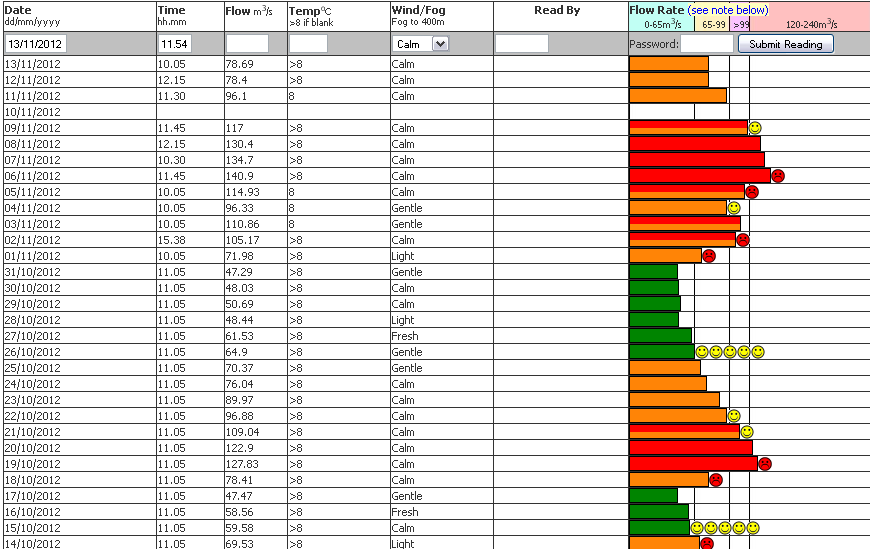 Date Time Flow m³/s Tempº C Wind/Fog Read By Flow Rate (see note below)
dd/mm/yyyy hh.mm >8 if blank Fog to 400m 0-65m³/s 65-99 >99 120-240m³/s
13/11/2012 11.54 Calm Password: Submit Reading
13/11/2012 10.05 78.69 >8 Calm
12/11/2012 12.15 78.4 >8 Calm
11/11/2012 11.30 96.1 8 Calm
10/11/2012
09/11/2012 11.45 117 >8 Calm
08/11/2012 12.15 130.4 >8 Calm
07/11/2012 10.30 134.7 >8 Calm
06/11/2012 11.45 140.9 >8 Calm
05/11/2012 10.05 114.93 8 Calm
04/11/2012 10.05 96.33 8 Gentle
03/11/2012 10.05 110.86 8 Gentle
02/11/2012 15.38 105.17 >8 Calm
01/11/2012 10.05 71.98 >8 Light
31/10/2012 11.05 47.29 >8 Gentle
30/10/2012 11.05 48.03 >8 Calm
29/10/2012 11.05 50.69 >8 Calm
28/10/2012 11.05 48.44 >8 Light
27/10/2012 11.05 61.53 >8 Fresh
26/10/2012 11.05 64.9 >8 Gentle
25/10/2012 11.05 70.37 >8 Gentle
24/10/2012 11.05 76.04 >8 Calm
23/10/2012 11.05 89.97 >8 Calm
22/10/2012 11.05 96.88 >8 Calm
21/10/2012 11.05 109.04 >8 Calm
20/10/2012 11.05 122.9 >8 Calm
19/10/2012 11.05 127.83 >8 Calm
18/10/2012 11.05 78.41 >8 Calm
17/10/2012 11.05 47.47 >8 Gentle
16/10/2012 11.05 58.56 >8 Fresh
15/10/2012 11.05 59.58 >8 Calm
14/10/2012 11.05 69.53 >8 Light